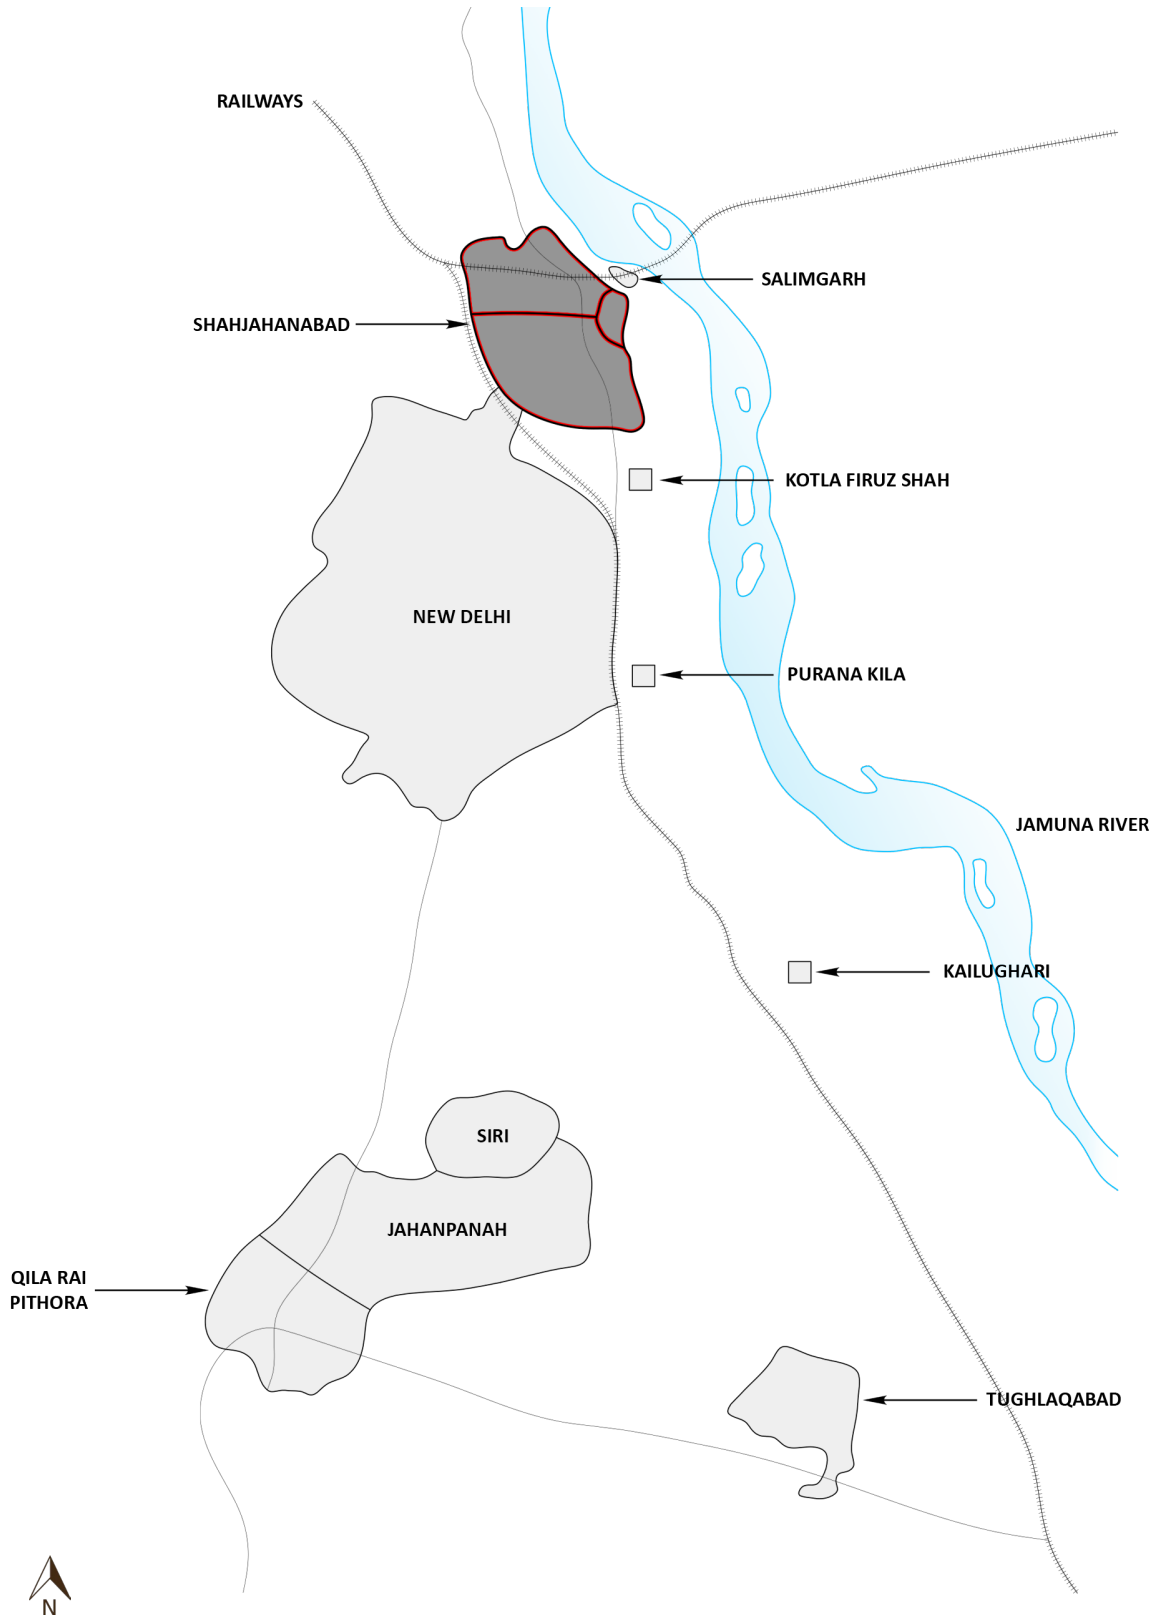 RAILWAYS
SALIMGARH
SHAHJAHANABAD
KOTLA FIRUZ SHAH
NEW DELHI
PURANA KILA
JAMUNA RIVER
KAILUGHARI
SIRI
JAHANPANAH
QILA RAI
PITHORA
TUGHLAQABAD
N